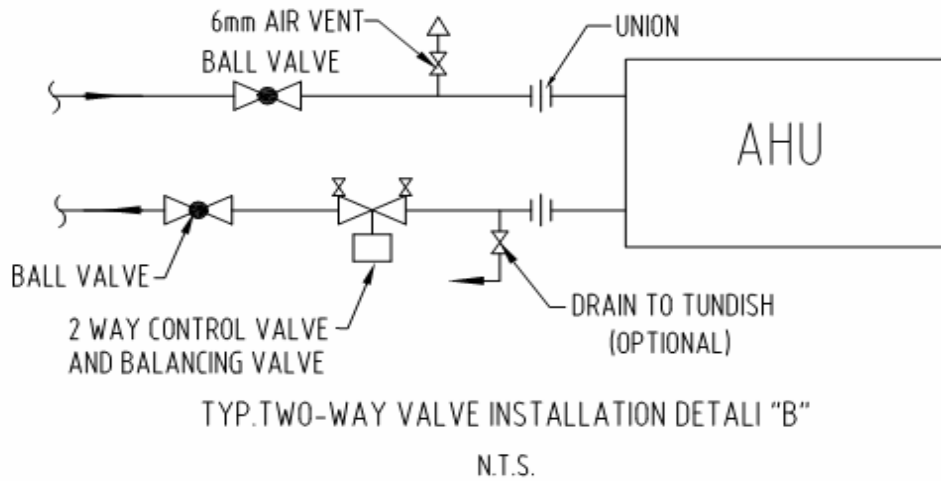 6mm AIR VENT
UNION
BALL VALVE
AHU
BALL VALVE
2 WAY CONTROL VALVE
AND BALANCING VALVE
DRAIN TO TUNDISH
(OPTIONAL)
TYP.TWO-WAY VALVE INSTALLATION DETALI "B"
N.T.S.